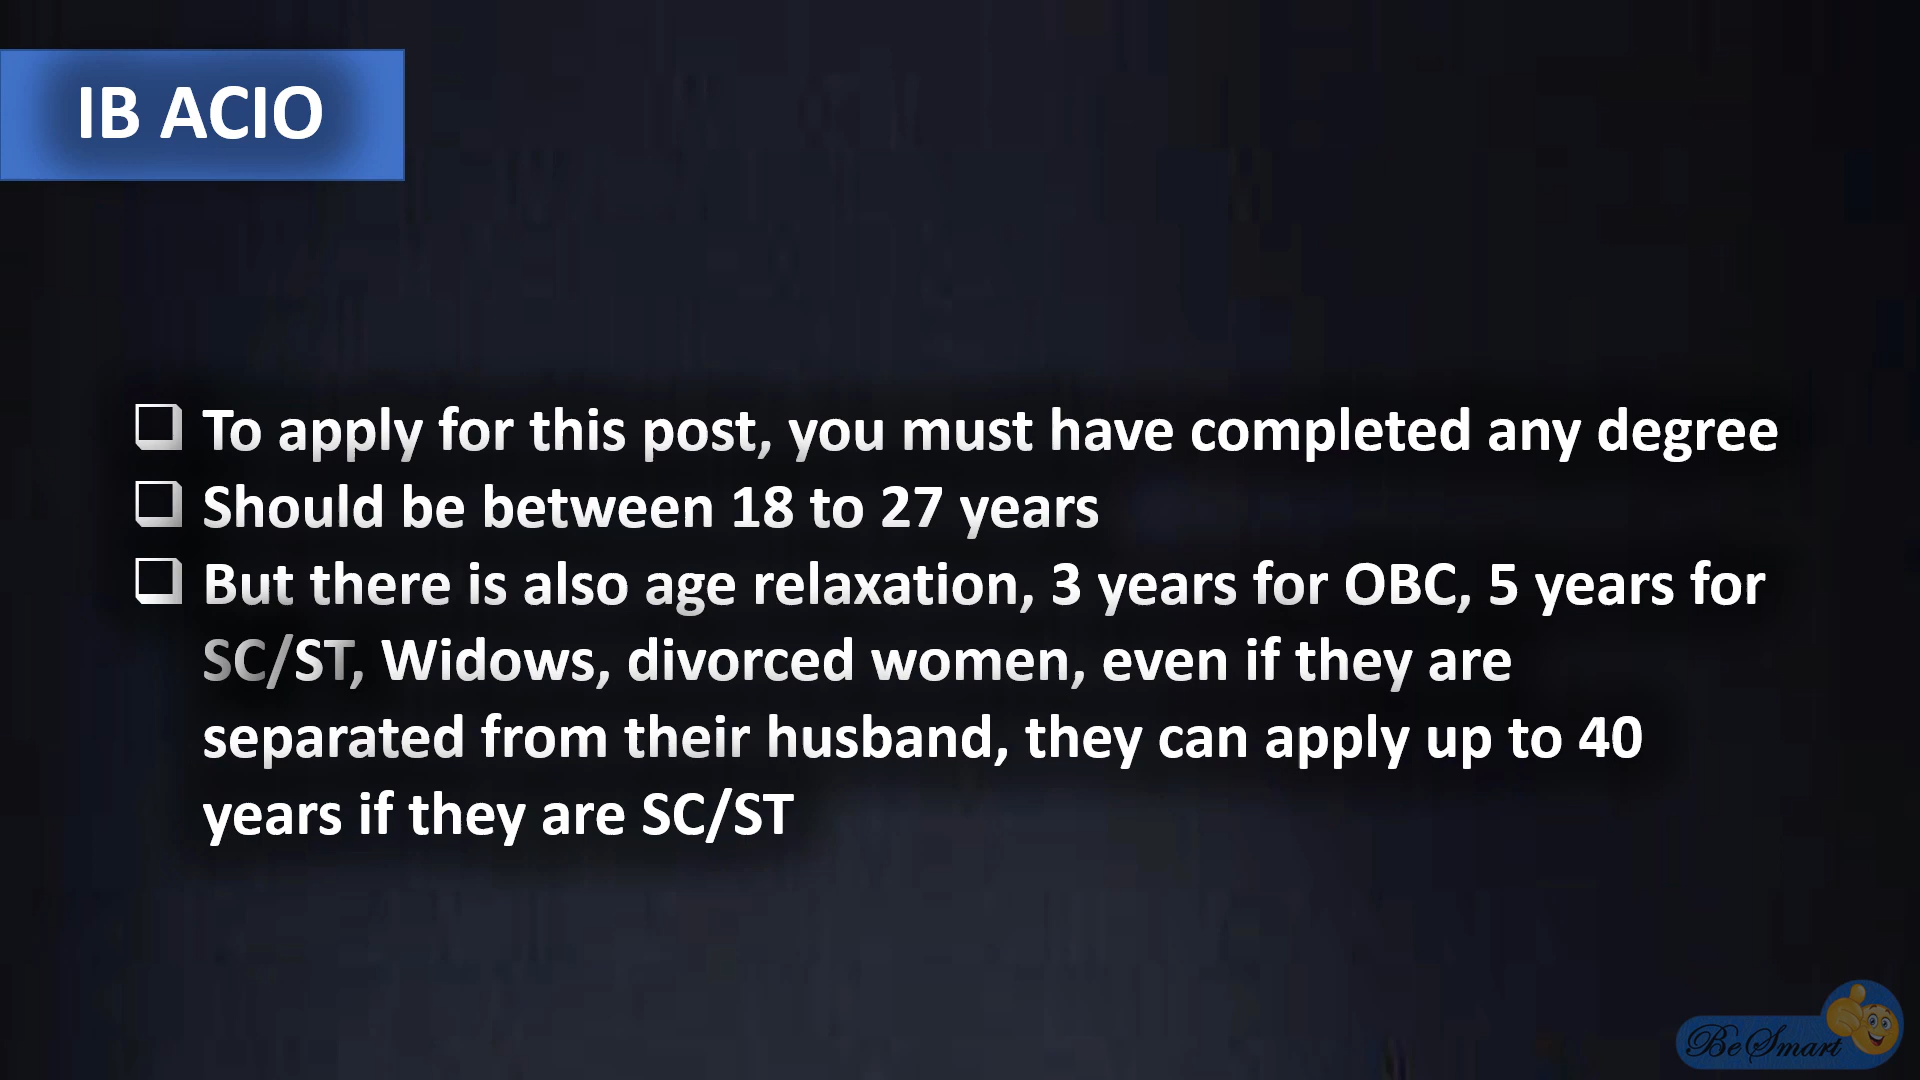 IB ACIO
To apply for this post, you must have completed any degree
Should be between 18 to 27 years
But there is also age relaxation, 3 years for OBC, 5 years for
SC/ST, Widows, divorced women, even if they are
separated from their husband, they can apply up to 40
years if they are SC/ST
Be Smart